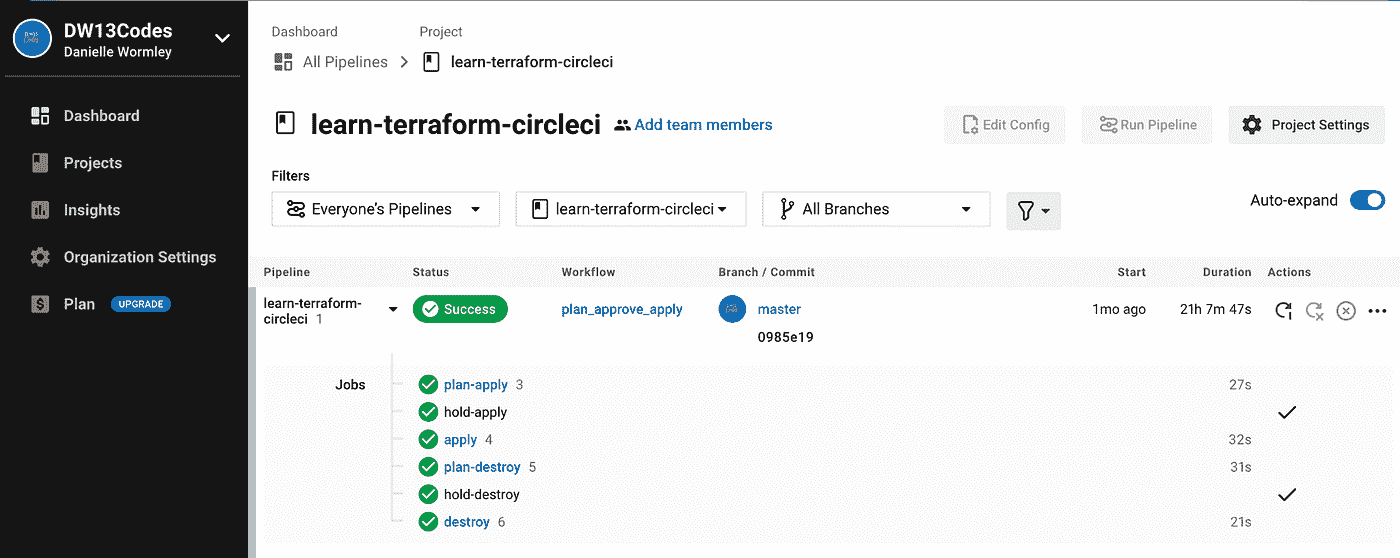 DW13Codes
Danielle Wormley
Dashboard
Projects
Insights
Organization Settings
Plan UPGRADE
Dashboard Project
All Pipelines learn-terraform-circleci
learn-terraform-circleci Add team members
Edit Config Run Pipeline Project Settings
Filters
Everyone's Pipelines learn-terraform-circleci All Branches
Auto-expand
Pipeline Status Workflow Branch / Commit Start Duration Actions
learn-terraform-
circleci 1
Success plan_approve_apply master 1mo ago 21h 7m 47s
0985e19
Jobs plan-apply 3 27s
hold-apply
apply 4 32s
plan-destroy 5 31s
hold-destroy
destroy 6 21s